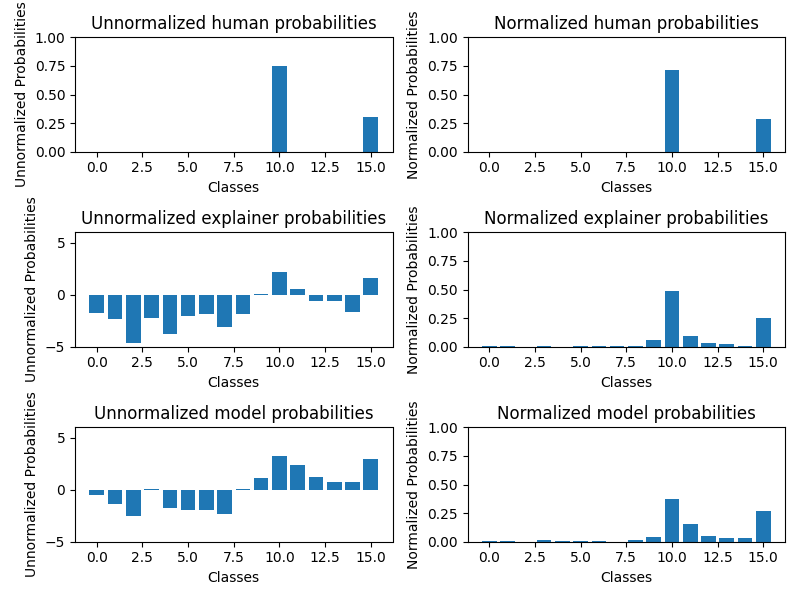 Unnormalized human probabilities
Unnormalized Probabilities
1.00
0.75
0.50
0.25
0.00
0.0 2.5 5.0 7.5 10.0 12.5 15.0
Classes
Normalized human probabilities
Normalized Probabilities
1.00
0.75
0.50
0.25
0.00
0.0 2.5 5.0 7.5 10.0 12.5 15.0
Classes
Unnormalized explainer probabilities
Unnormalized Probabilities
5
0
−5
0.0 2.5 5.0 7.5 10.0 12.5 15.0
Classes
Normalized explainer probabilities
Normalized Probabilities
1.00
0.75
0.50
0.25
0.00
0.0 2.5 5.0 7.5 10.0 12.5 15.0
Classes
Unnormalized model probabilities
Unnormalized Probabilities
5
0
−5
0.0 2.5 5.0 7.5 10.0 12.5 15.0
Classes
Normalized model probabilities
Normalized Probabilities
1.00
0.75
0.50
0.25
0.00
0.0 2.5 5.0 7.5 10.0 12.5 15.0
Classes